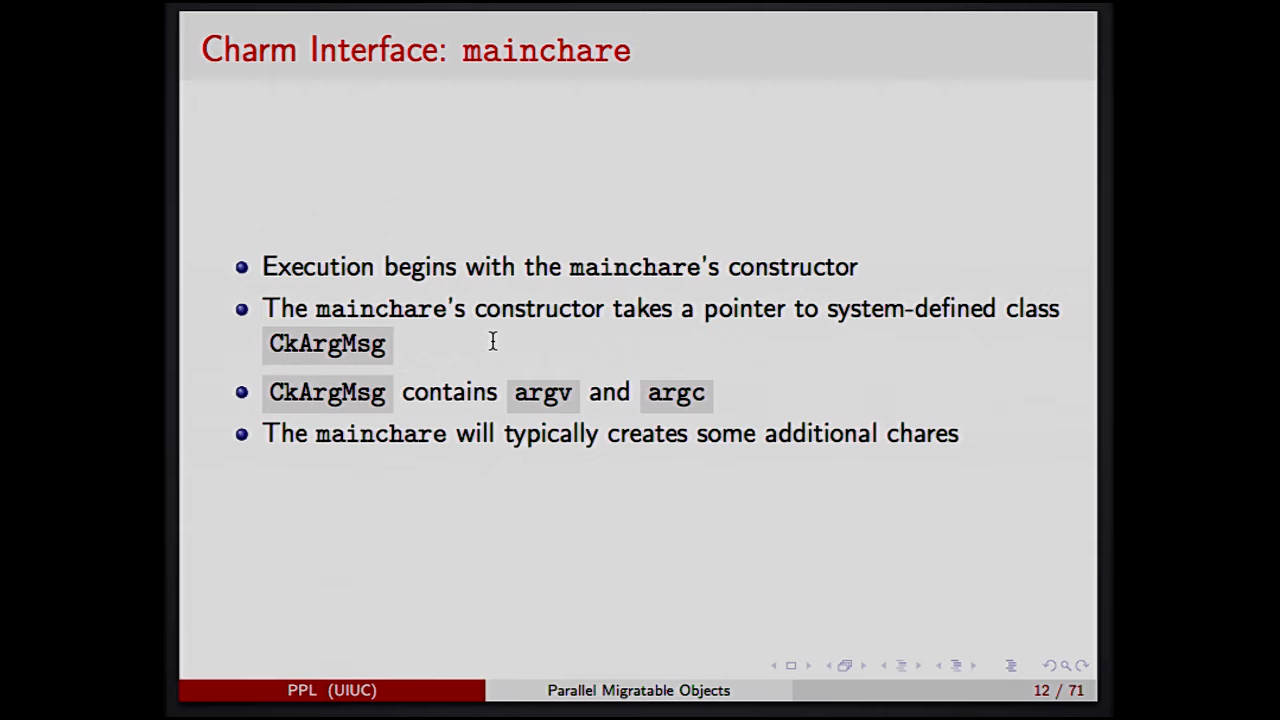 Charm Interface: mainchare
Execution begins with the mainchare's constructor
The mainchare's constructor takes a pointer to system-defined class
CkArgMsg
CkArgMsg contains argv and argc
The mainchare will typically creates some additional chares
PPL (UIUC) Parallel Migratable Objects 12 / 71